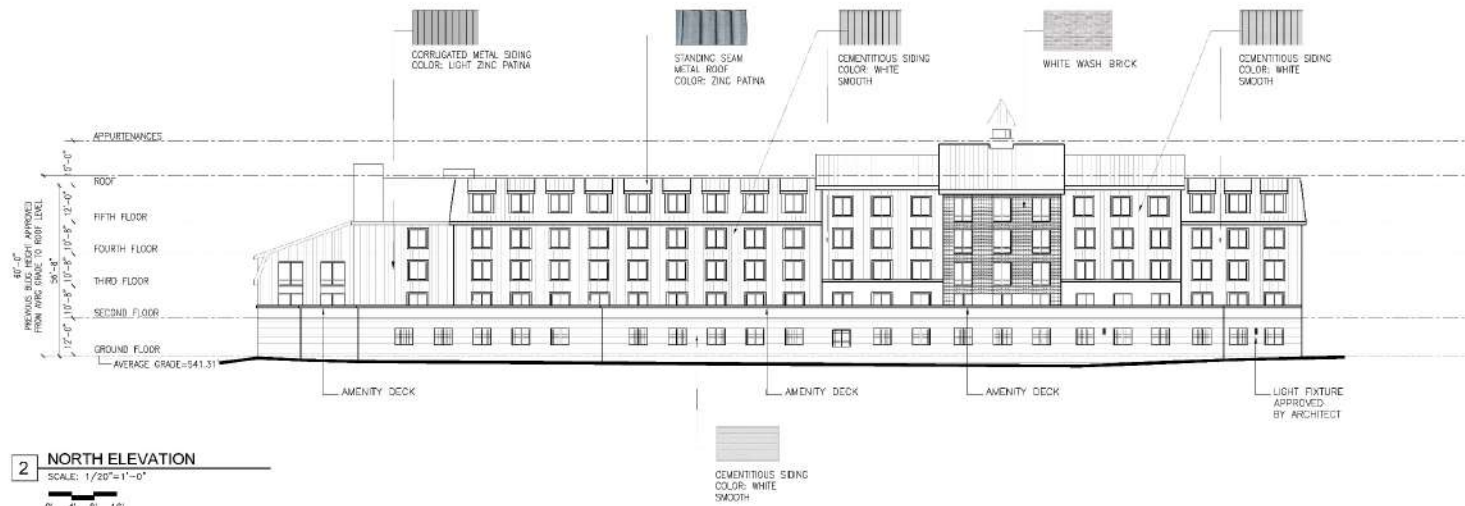 CORRUGATED METAL SIDING
COLOR: LIGHT ZINC PATINA
STANDING SEAM
METAL ROOF
COLOR: ZINC PATINA
CEMENTITIOUS SIDING
COLOR: WHITE
SMOOTH
WHITE WASH BRICK
CEMENTITIOUS SIDING
COLOR: WHITE
SMOOTH
APPURTENANCES
15'-0"
ROOF
12'-0"
FIFTH FLOOR
10'-8"
FOURTH FLOOR
10'-8"
THIRD FLOOR
10'-8"
SECOND FLOOR
12'-0"
GROUND FLOOR
56'-8"
60'-0"
PREVIOUS BLDG HEIGHT APPROVED
FROM AVRG GRADE TO ROOF LEVEL
AVERAGE GRADE=541.31
AMENITY DECK
AMENITY DECK
AMENITY DECK
LIGHT FIXTURE
APPROVED
BY ARCHITECT
CEMENTITIOUS SIDING
COLOR: WHITE
SMOOTH
2 NORTH ELEVATION
SCALE: 1/20"=1'-0"